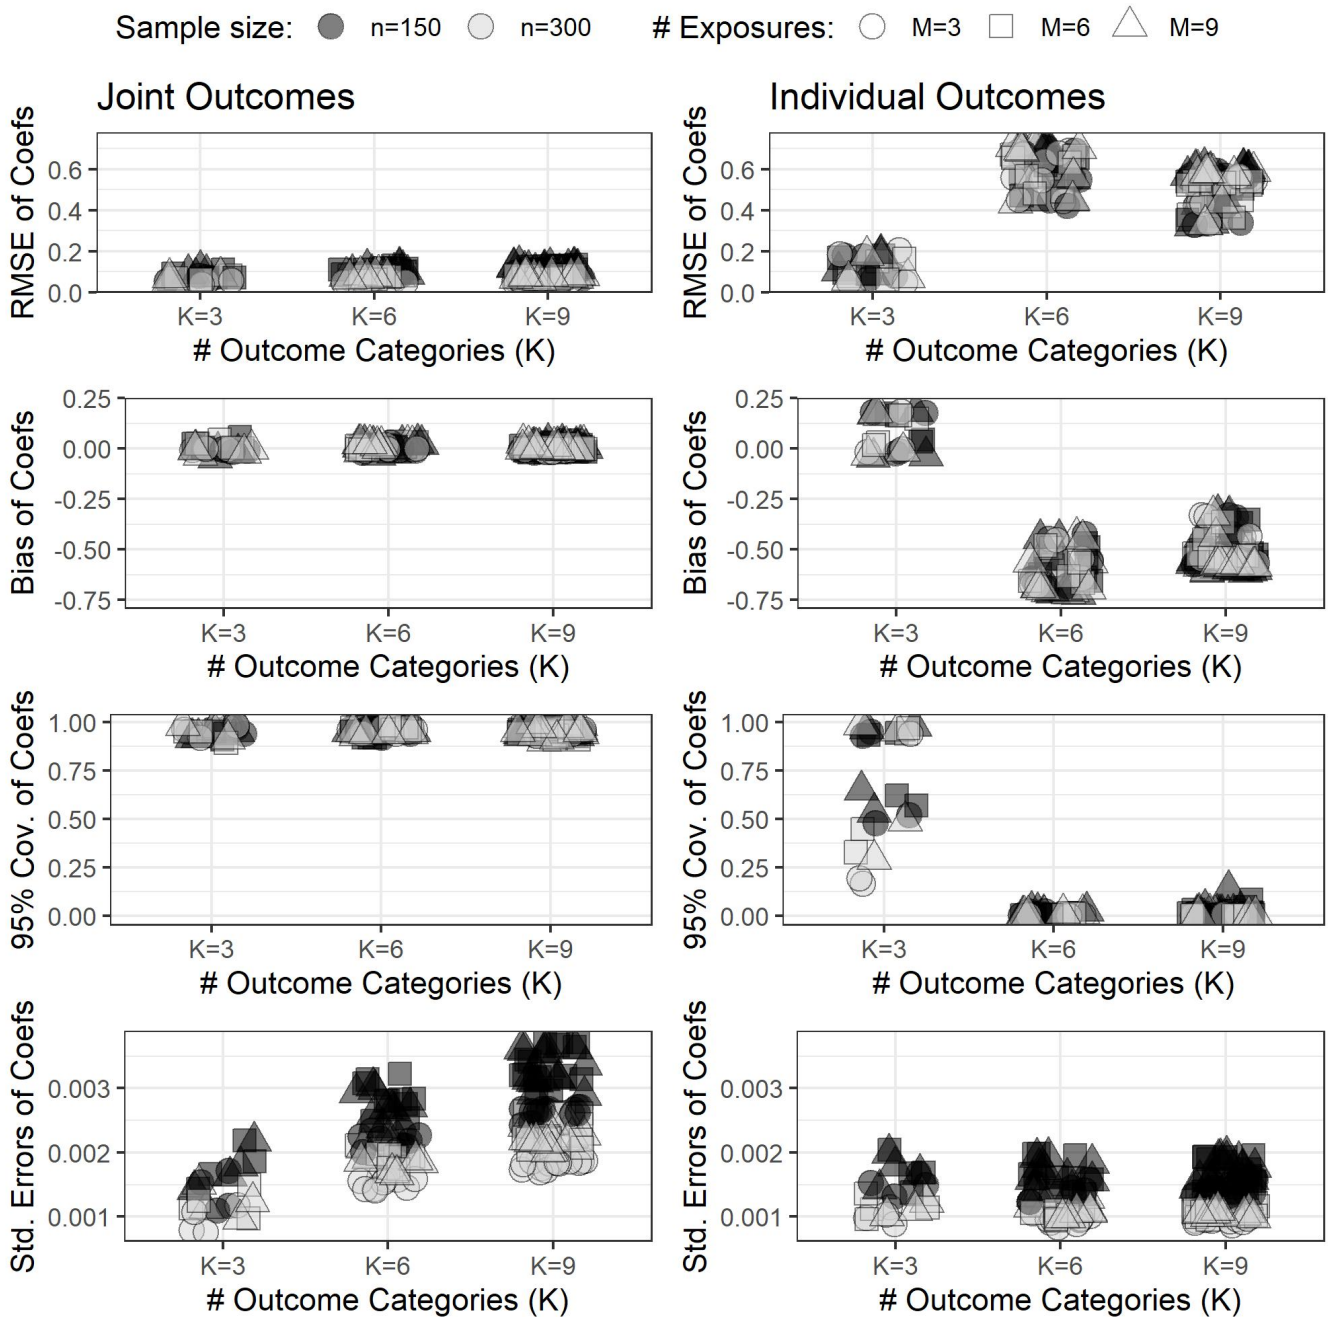 Sample size: n=150 n=300 # Exposures: M=3 M=6 M=9
Joint Outcomes
RMSE of Coefs
0.6
0.4
0.2
0.0
K=3 K=6 K=9
# Outcome Categories (K)
Individual Outcomes
RMSE of Coefs
0.6
0.4
0.2
0.0
K=3 K=6 K=9
# Outcome Categories (K)
Bias of Coefs
0.25
0.00
-0.25
-0.50
-0.75
K=3 K=6 K=9
# Outcome Categories (K)
Bias of Coefs
0.25
0.00
-0.25
-0.50
-0.75
K=3 K=6 K=9
# Outcome Categories (K)
95% Cov. of Coefs
1.00
0.75
0.50
0.25
0.00
K=3 K=6 K=9
# Outcome Categories (K)
95% Cov. of Coefs
1.00
0.75
0.50
0.25
0.00
K=3 K=6 K=9
# Outcome Categories (K)
Std. Errors of Coefs
0.003
0.002
0.001
K=3 K=6 K=9
# Outcome Categories (K)
Std. Errors of Coefs
0.003
0.002
0.001
K=3 K=6 K=9
# Outcome Categories (K)